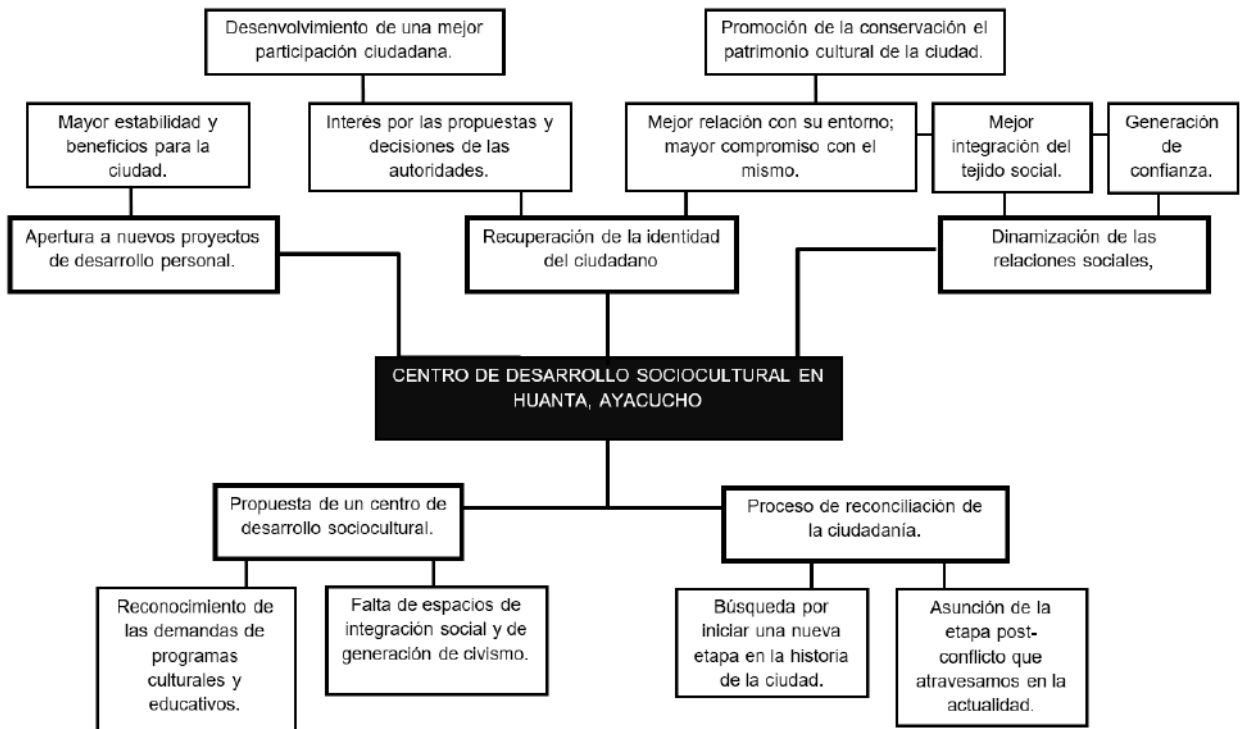 Desenvolvimiento de una mejor
participación ciudadana.
Promoción de la conservación el
patrimonio cultural de la ciudad.
Mayor estabilidad y
beneficios para la
ciudad.
Interés por las propuestas y
decisiones de las
autoridades.
Mejor relación con su entorno;
mayor compromiso con el
mismo.
Mejor
integración del
tejido social.
Generación
de
confianza.
Apertura a nuevos proyectos
de desarrollo personal.
Recuperación de la identidad
del ciudadano
Dinamización de las
relaciones sociales,
CENTRO DE DESARROLLO SOCIOCULTURAL EN
HUANTA, AYACUCHO
Propuesta de un centro de
desarrollo sociocultural.
Proceso de reconciliación de
la ciudadanía.
Reconocimiento de
las demandas de
programas
culturales y
educativos.
Falta de espacios de
integración social y de
generación de civismo.
Búsqueda por
iniciar una nueva
etapa en la historia
de la ciudad.
Asunción de la
etapa post-
conflicto que
atravesamos en la
actualidad.